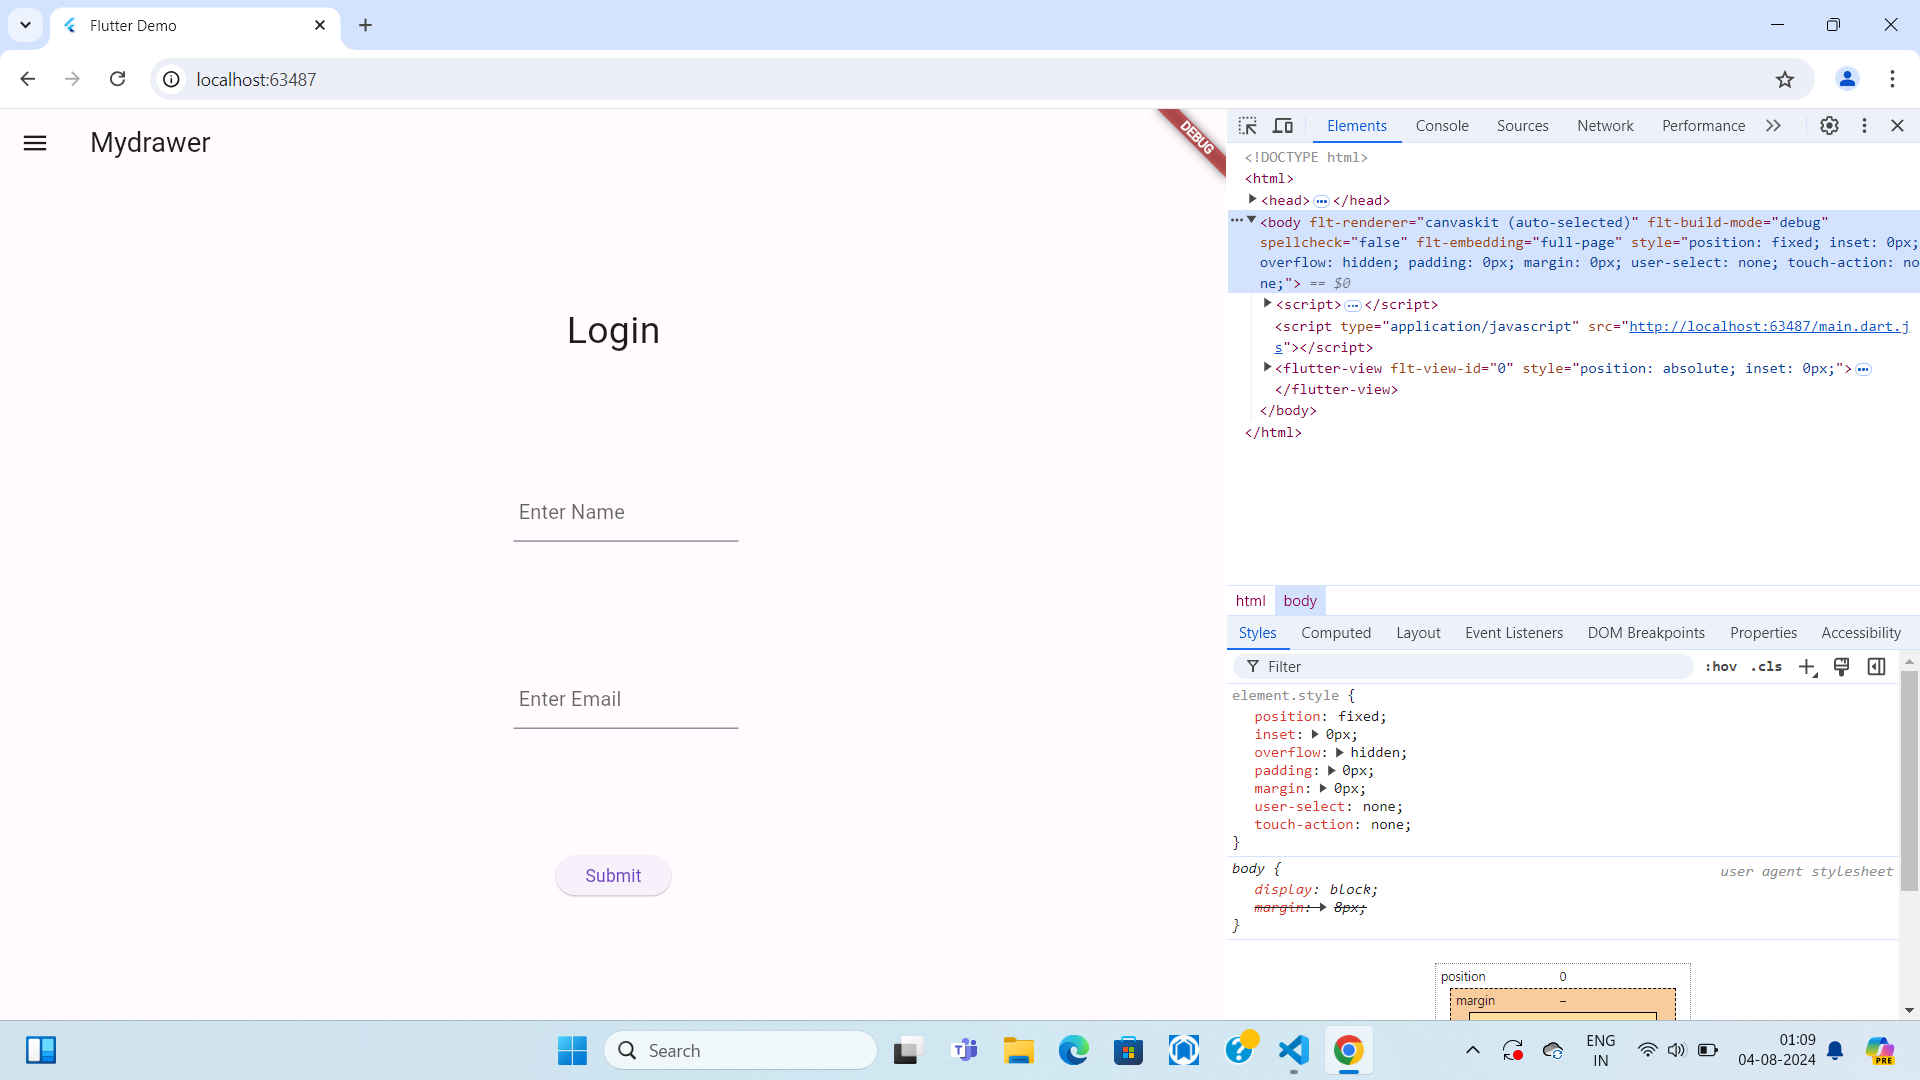 Flutter Demo
localhost:63487
Mydrawer
DEBUG
Login
Enter Name
Enter Email
Submit
Elements
Console
Sources
Network
Performance
<!DOCTYPE html>
<html>
<head> ••• </head>
••• <body flt-renderer="canvaskit (auto-selected)" flt-build-mode="debug"
spellcheck="false" flt-embedding="full-page" style="position: fixed; inset: 0px;
overflow: hidden; padding: 0px; margin: 0px; user-select: none; touch-action: no
ne;"> == $0
<script> ••• </script>
<script type="application/javascript" src="http://localhost:63487/main.dart.j
s"></script>
<flutter-view flt-view-id="0" style="position: absolute; inset: 0px;"> •••
</flutter-view>
</body>
</html>
html body
Styles
Computed
Layout
Event Listeners
DOM Breakpoints
Properties
Accessibility
Filter
:hov .cls
element.style {
position: fixed;
inset: 0px;
overflow: hidden;
padding: 0px;
margin: 0px;
user-select: none;
touch-action: none;
}
body {
user agent stylesheet
display: block;
margin: 8px;
}
position 0
margin –
Search
ENG
IN
01:09
04-08-2024
PRE